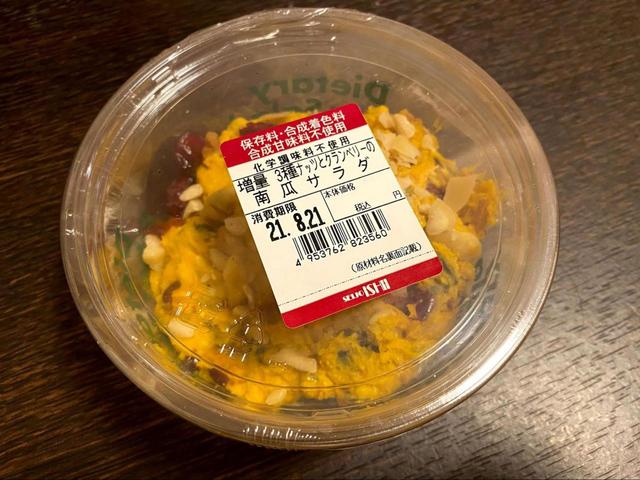 Dietary
保存料・合成着色料
合成甘味料不使用
化学調味料不使用
増量 3種ナッツとクランベリーの
南瓜サラダ
消費期限
本体価格
円
21. 8.21
税込
4 953762 823560
(原材料名裏面記載)
SEIJO ISHII